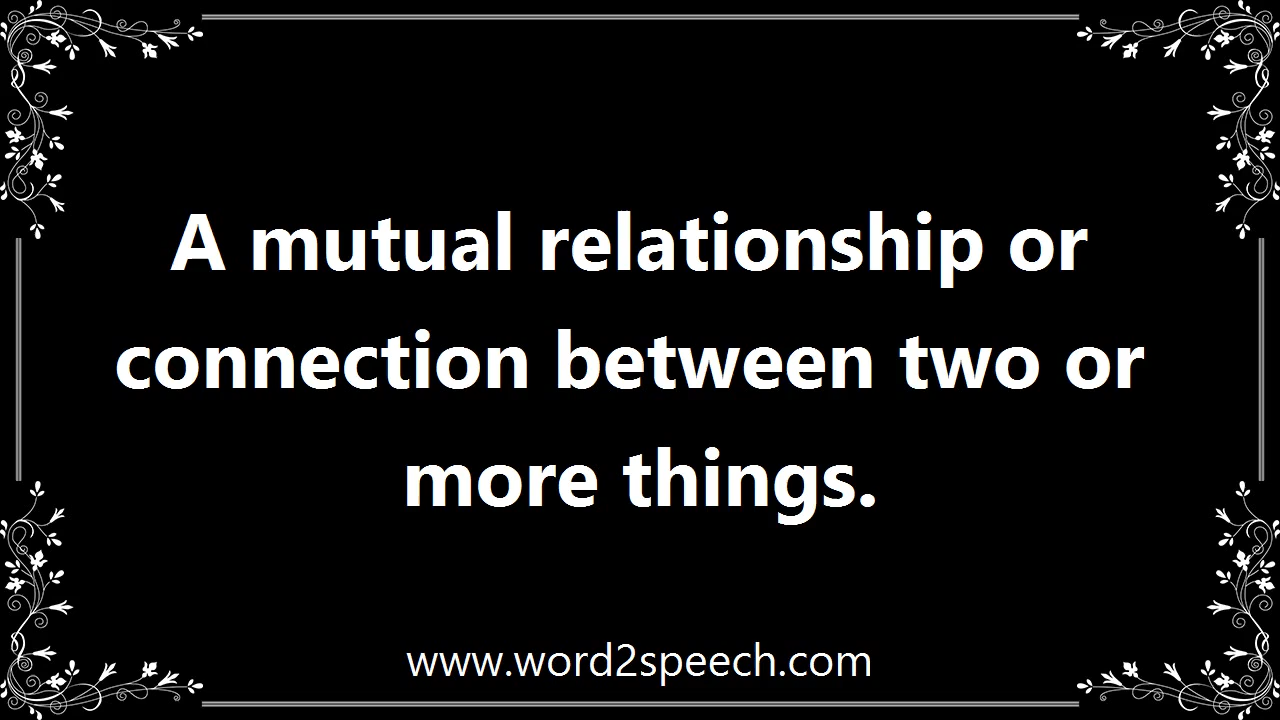 A mutual relationship or
connection between two or
more things.
www.word2speech.com